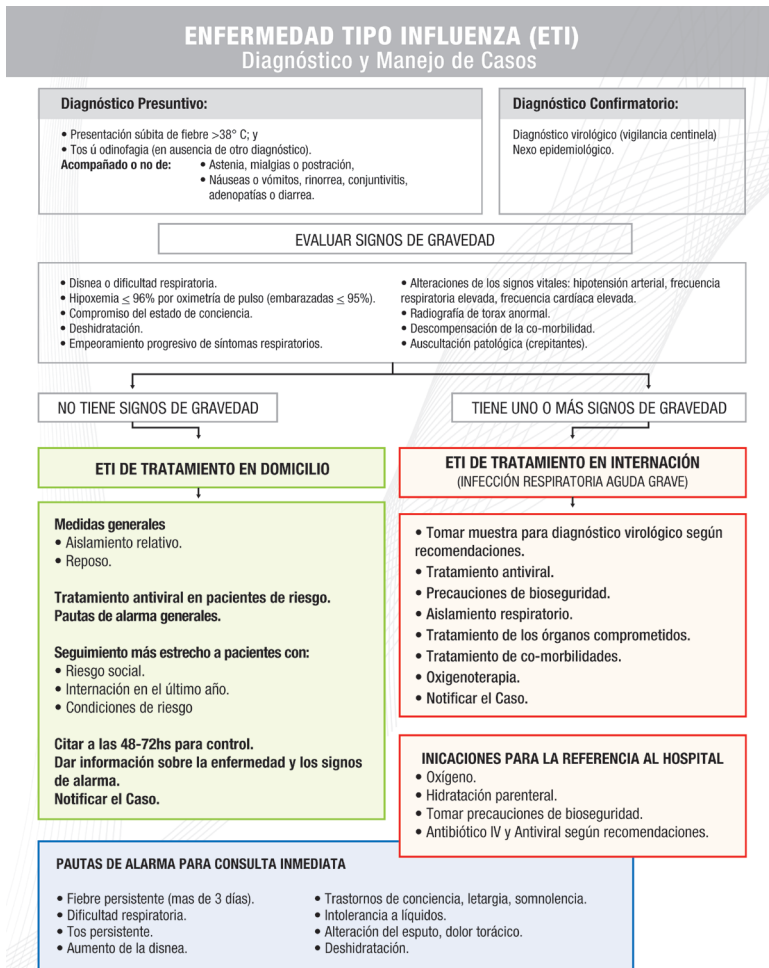 ENFERMEDAD TIPO INFLUENZA (ETI)
Diagnóstico y Manejo de Casos
Diagnóstico Presuntivo:
• Presentación súbita de fiebre >38° C; y
• Tos ú odinofagia (en ausencia de otro diagnóstico).
Acompañado o no de: • Astenia, mialgias o postración,
• Náuseas o vómitos, rinorrea, conjuntivitis,
adenopatías o diarrea.
Diagnóstico Confirmatorio:
Diagnóstico virológico (vigilancia centinela)
Nexo epidemiológico.
EVALUAR SIGNOS DE GRAVEDAD
• Disnea o dificultad respiratoria.
• Hipoxemia ≤ 96% por oximetría de pulso (embarazadas ≤ 95%).
• Compromiso del estado de conciencia.
• Deshidratación.
• Empeoramiento progresivo de síntomas respiratorios.
• Alteraciones de los signos vitales: hipotensión arterial, frecuencia
respiratoria elevada, frecuencia cardíaca elevada.
• Radiografía de torax anormal.
• Descompensación de la co-morbilidad.
• Auscultación patológica (crepitantes).
NO TIENE SIGNOS DE GRAVEDAD
TIENE UNO O MÁS SIGNOS DE GRAVEDAD
ETI DE TRATAMIENTO EN DOMICILIO
Medidas generales
• Aislamiento relativo.
• Reposo.
Tratamiento antiviral en pacientes de riesgo.
Pautas de alarma generales.
Seguimiento más estrecho a pacientes con:
• Riesgo social.
• Internación en el último año.
• Condiciones de riesgo
Citar a las 48-72hs para control.
Dar información sobre la enfermedad y los signos
de alarma.
Notificar el Caso.
ETI DE TRATAMIENTO EN INTERNACIÓN
(INFECCIÓN RESPIRATORIA AGUDA GRAVE)
• Tomar muestra para diagnóstico virológico según
recomendaciones.
• Tratamiento antiviral.
• Precauciones de bioseguridad.
• Aislamiento respiratorio.
• Tratamiento de los órganos comprometidos.
• Tratamiento de co-morbilidades.
• Oxigenoterapia.
• Notificar el Caso.
INICACIONES PARA LA REFERENCIA AL HOSPITAL
• Oxígeno.
• Hidratación parenteral.
• Tomar precauciones de bioseguridad.
• Antibiótico IV y Antiviral según recomendaciones.
PAUTAS DE ALARMA PARA CONSULTA INMEDIATA
• Fiebre persistente (mas de 3 días).
• Dificultad respiratoria.
• Tos persistente.
• Aumento de la disnea.
• Trastornos de conciencia, letargia, somnolencia.
• Intolerancia a líquidos.
• Alteración del esputo, dolor torácico.
• Deshidratación.